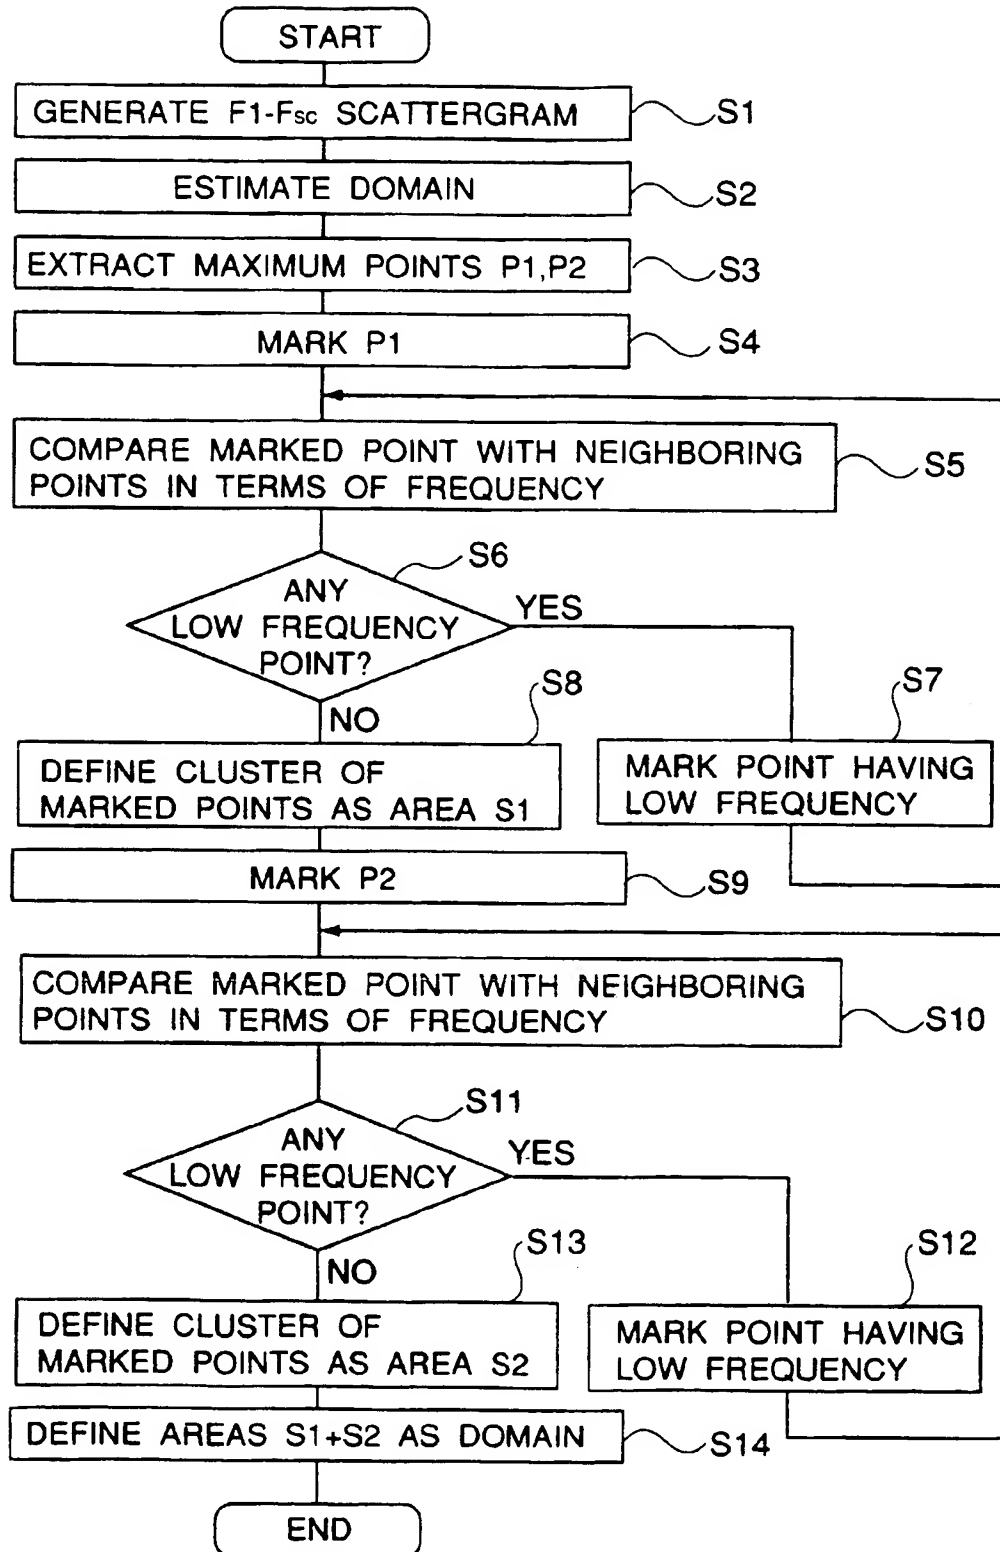 START
GENERATE F1-Fsc SCATTERGRAM
S1
ESTIMATE DOMAIN
S2
EXTRACT MAXIMUM POINTS P1,P2
S3
MARK P1
S4
COMPARE MARKED POINT WITH NEIGHBORING
POINTS IN TERMS OF FREQUENCY
S5
S6
ANY
LOW FREQUENCY
POINT?
YES
NO
S7
MARK POINT HAVING
LOW FREQUENCY
S8
DEFINE CLUSTER OF
MARKED POINTS AS AREA S1
MARK P2
S9
COMPARE MARKED POINT WITH NEIGHBORING
POINTS IN TERMS OF FREQUENCY
S10
S11
ANY
LOW FREQUENCY
POINT?
YES
NO
S12
MARK POINT HAVING
LOW FREQUENCY
S13
DEFINE CLUSTER OF
MARKED POINTS AS AREA S2
DEFINE AREAS S1+S2 AS DOMAIN
S14
END